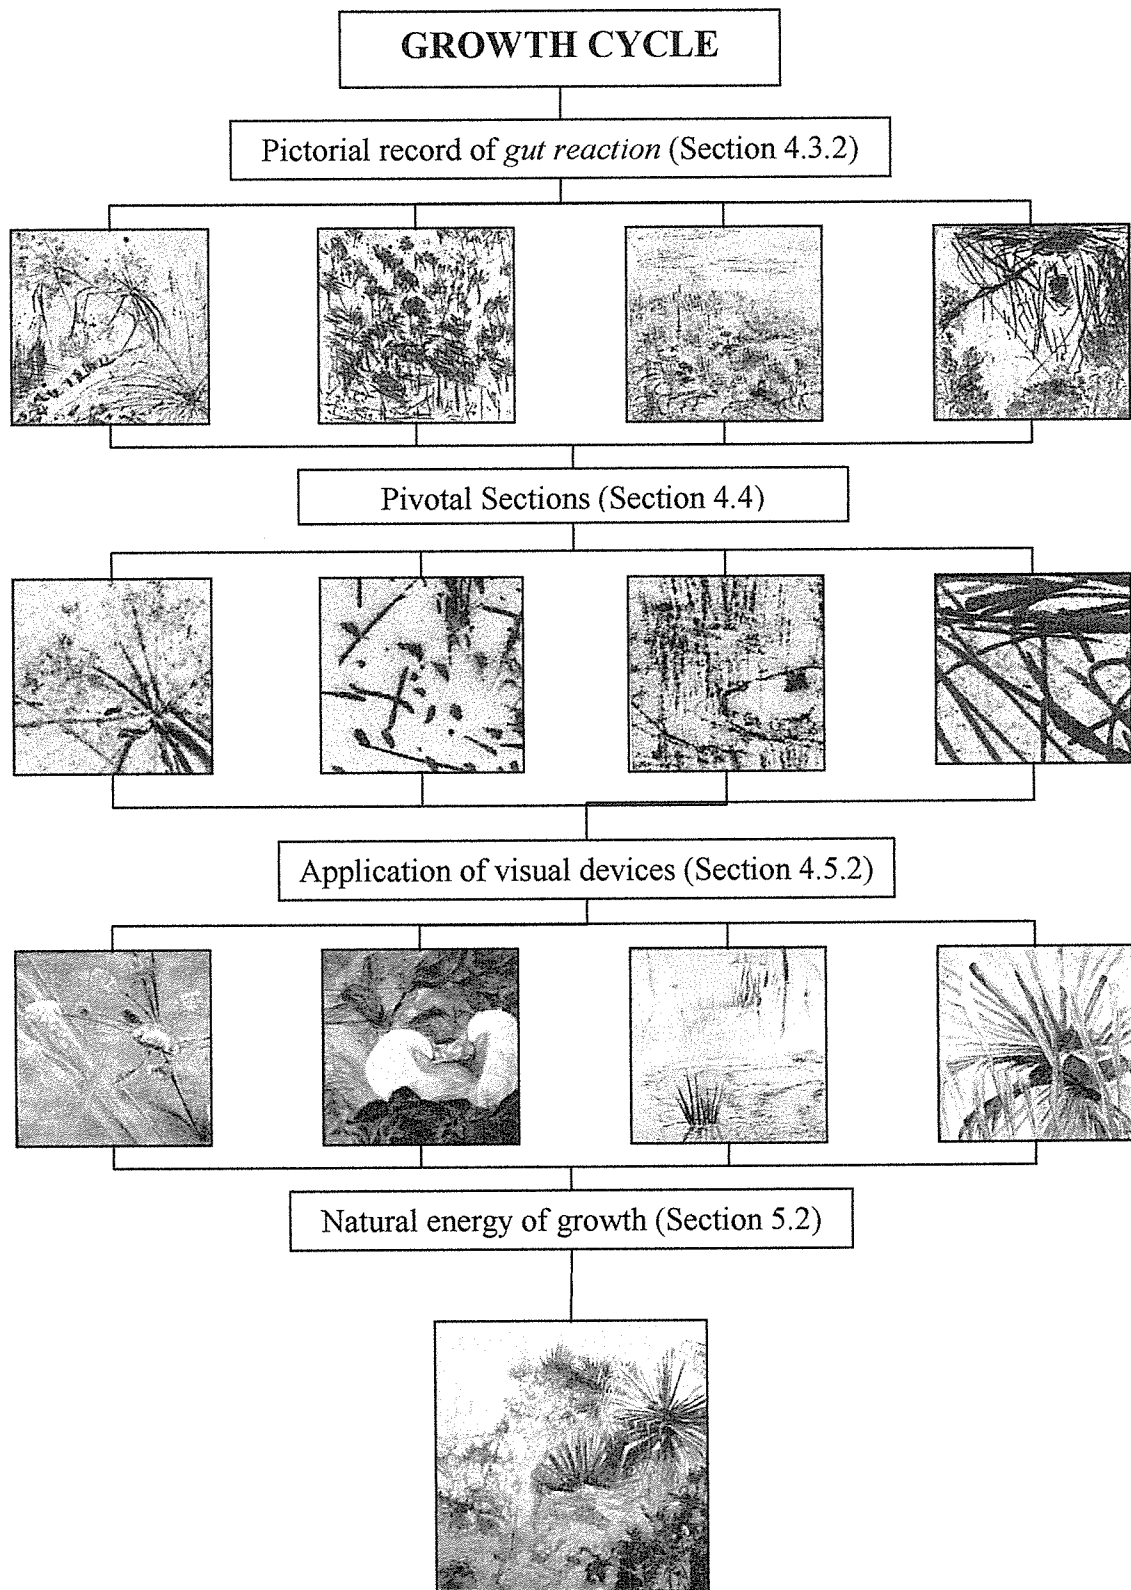 GROWTH CYCLE
Pictorial record of gut reaction (Section 4.3.2)
Pivotal Sections (Section 4.4)
Application of visual devices (Section 4.5.2)
Natural energy of growth (Section 5.2)